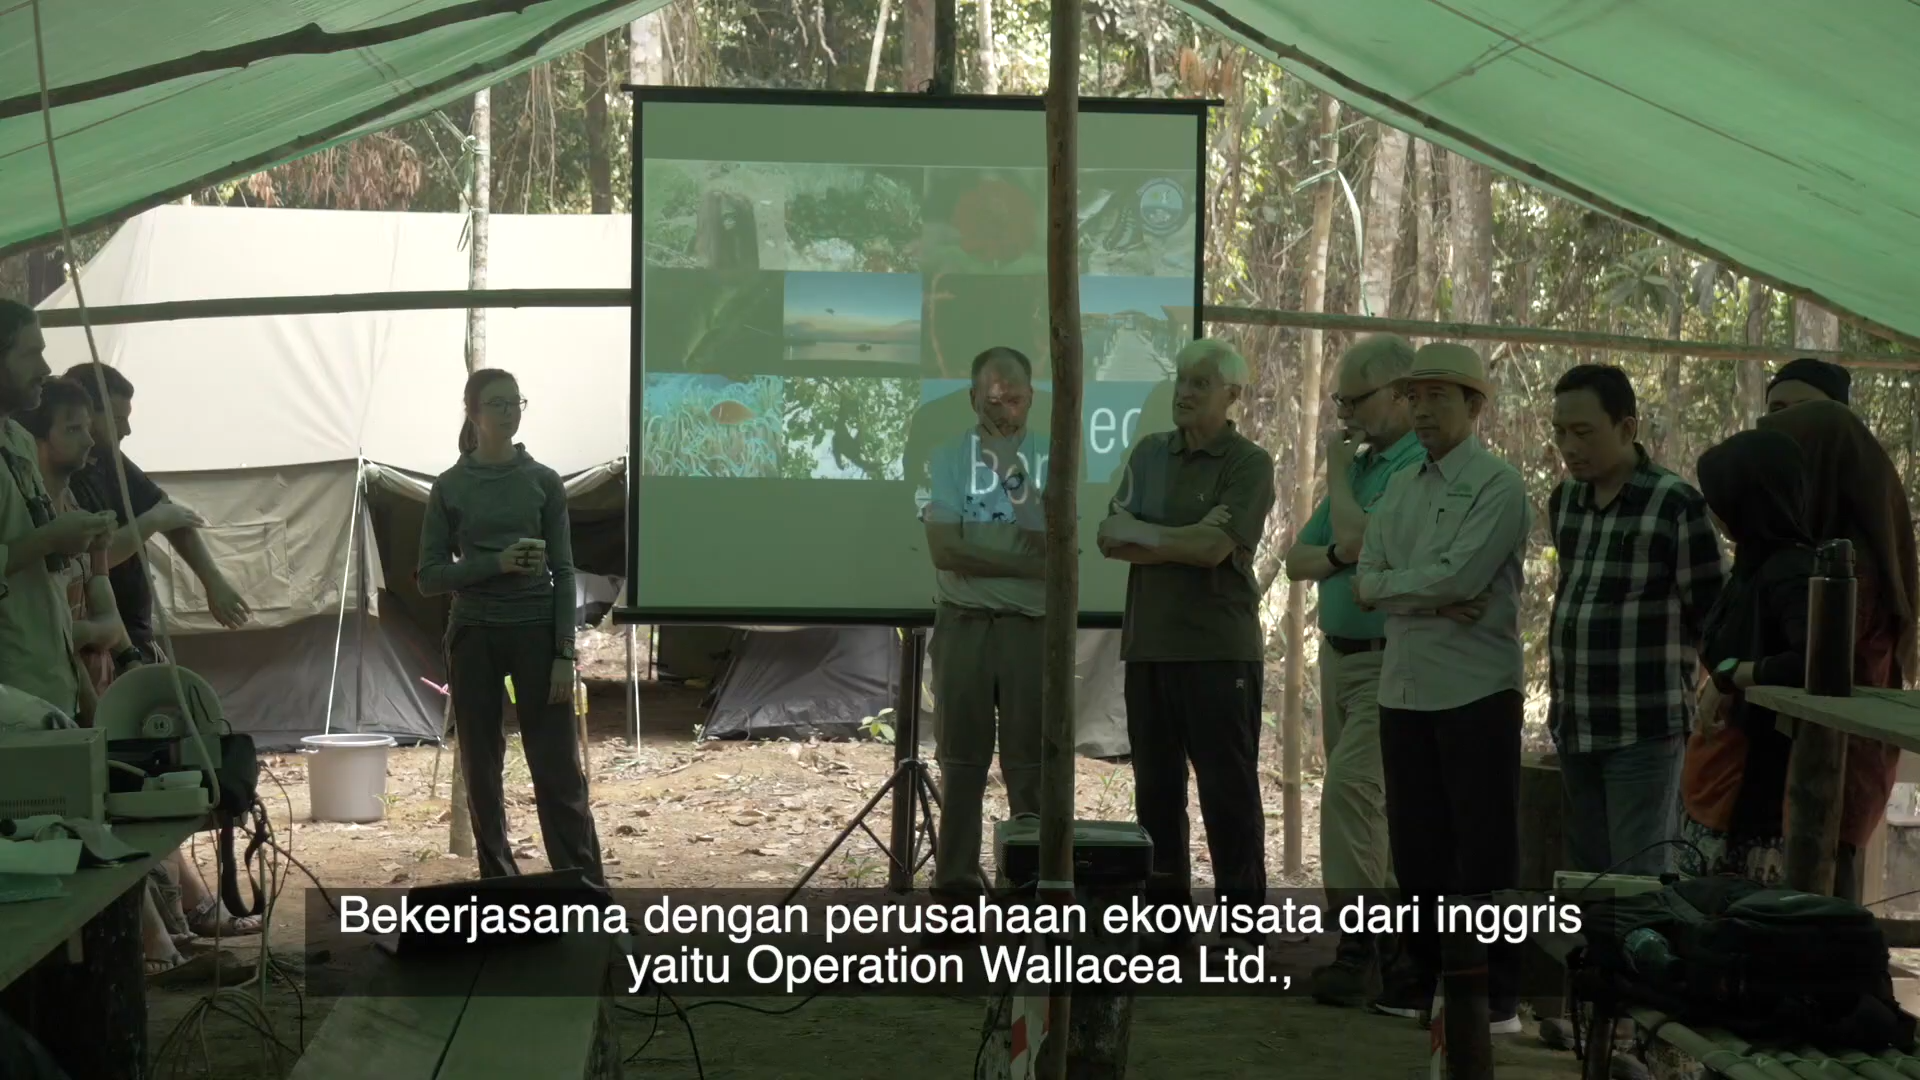 Bekerjasama dengan perusahaan ekowisata dari inggris
yaitu Operation Wallacea Ltd.,